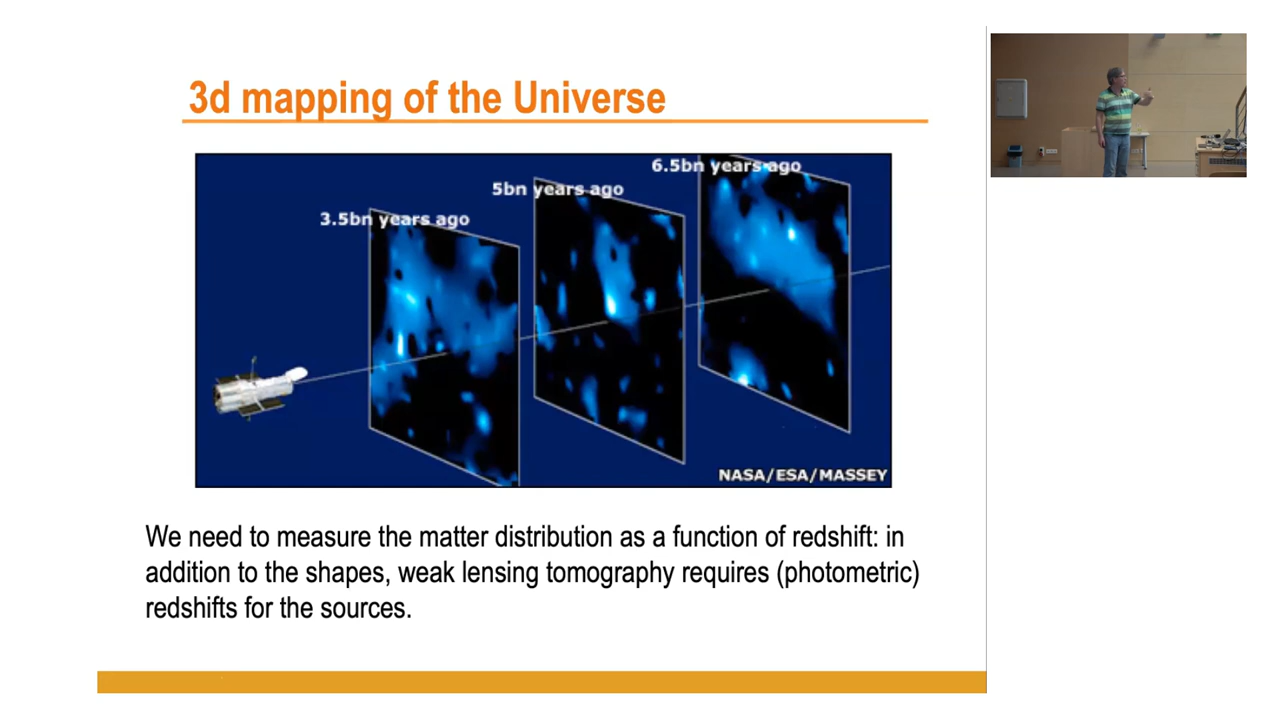 3d mapping of the Universe
6.5bn years ago
5bn years ago
3.5bn years ago
NASA/ESA/MASSEY
We need to measure the matter distribution as a function of redshift: in
addition to the shapes, weak lensing tomography requires (photometric)
redshifts for the sources.